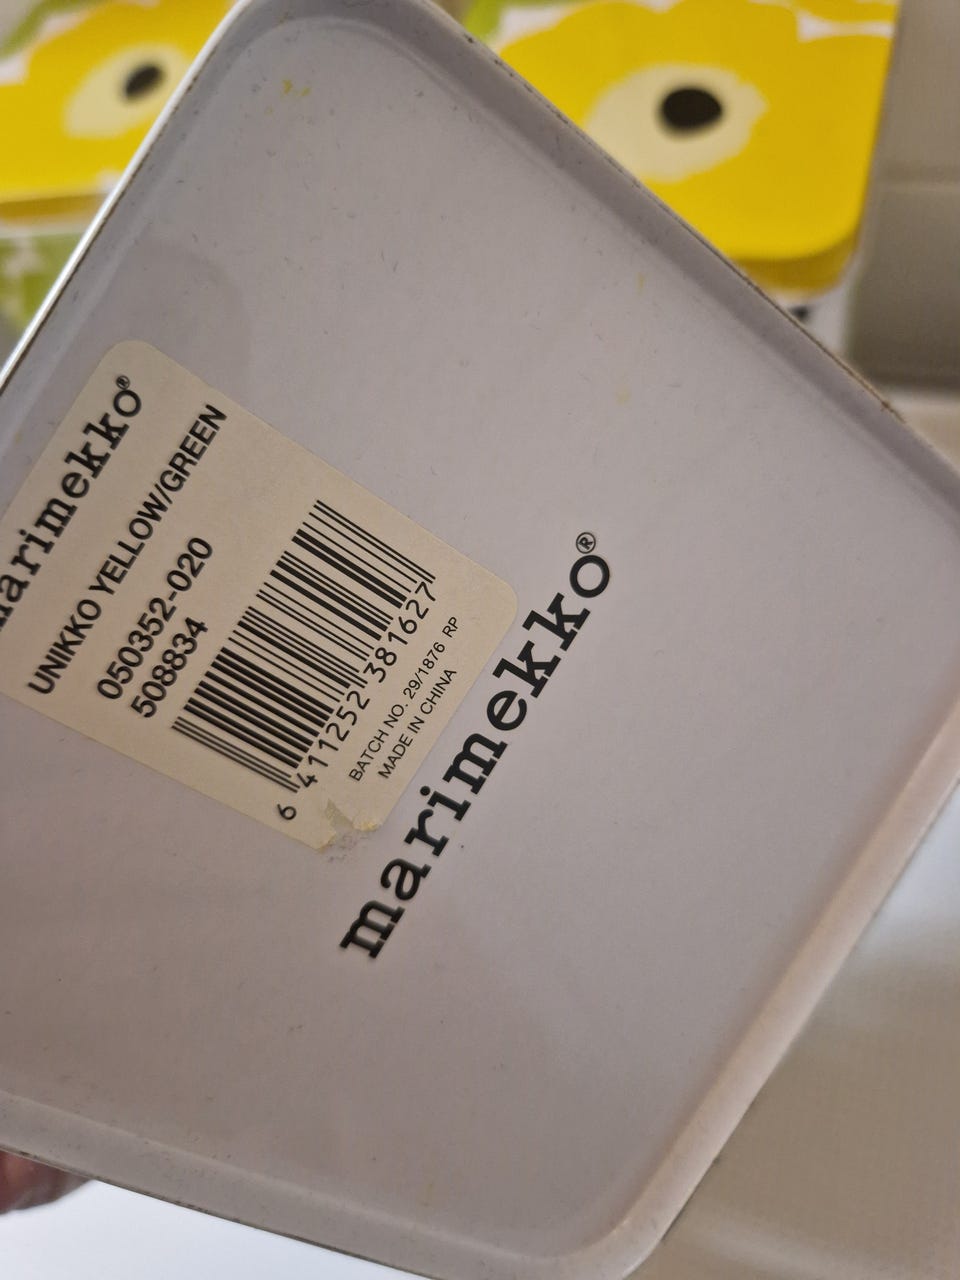 marimekko®
UNIKKO YELLOW/GREEN
050352-020
508834
6 411252 381627
BATCH NO. 29/1876 RP
MADE IN CHINA
marimekko®